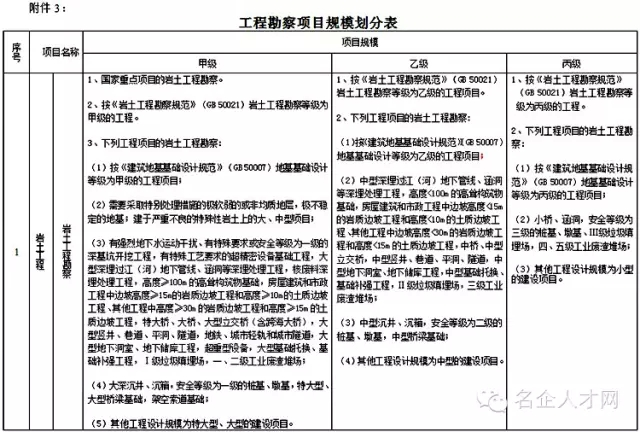 附件 3：
工程勘察项目规模划分表
序号
项目名称
项目规模
甲级
乙级
丙级
1
岩土工程
岩土工程勘察
1、国家重点项目的岩土工程勘察。
2、按《岩土工程勘察规范》（GB 50021）岩土工程勘察等级为
甲级的工程。
3、下列工程项目的岩土工程勘察：
（1）按《建筑地基基础设计规范》（GB 50007）地基基础设计
等级为甲级的工程项目；
（2）需要采取特别处理措施的极软弱的或非均质地层，极不稳
定的地基；建于严重不良的特殊性岩土上的大、中型项目；
（3）有强烈地下水运动干扰、有特殊要求或安全等级为一级的
深基坑开挖工程，有特殊工艺要求的超精密设备基础工程，大
型深埋过江（河）地下管线、涵洞等深埋处理工程，核废料深
埋处理工程，高度≥100m的高耸构筑物基础，房屋建筑和市政
工程中边坡高度≥15m的岩质边坡工程和高度≥10m的土质边坡
工程、其他工程中高度≥30m的岩质边坡工程和高度≥15m的土
质边坡工程，特大桥、大桥、大型立交桥（含跨海大桥），大
型竖井、巷道、平洞、隧道，地铁、城市轻轨和城市隧道，大
型地下洞室、地下储库工程，超重型设备，大型基础托换、基
础补强工程，Ⅰ级垃圾填埋场，一、二级工业废渣堆场；
（4）大深沉井、沉箱，安全等级为一级的桩基、墩基，特大型、
大型桥梁基础，架空索道基础；
（5）其他工程设计规模为特大型、大型的建设项目。
1、按《岩土工程勘察规范》（GB 50021）
岩土工程勘察等级为乙级的工程项目。
2、下列工程项目的岩土工程勘察：
（1）按《建筑地基基础设计规范》（GB 50007）
地基基础设计等级为乙级的工程项目；
（2）中型深埋过江（河）地下管线、涵洞
等深埋处理工程，高度<100m的高耸构筑物
基础，房屋建筑和市政工程中边坡高度<15m
的岩质边坡工程和高度<10m的土质边坡工
程、其他工程中边坡高度<30m的岩质边坡工
程和高度<15m的土质边坡工程，中桥、中型
立交桥，中型竖井、巷道、平洞、隧道，中
型地下洞室、地下储库工程，中型基础托换、
基础补强工程，Ⅱ级垃圾填埋场，三级工业
废渣堆场；
（3）中型沉井、沉箱，安全等级为二级的
桩基、墩基，中型桥梁基础；
（4）其他工程设计规模为中型的建设项目。
1、按《岩土工程勘察规范》
（GB 50021）岩土工程勘察等级
为丙级的工程。
2、下列工程项目的岩土工程勘
察：
（1）按《建筑地基基础设计规
范》（GB 50007）地基基础设计等
级为丙级的工程项目；
（2）小桥、涵洞，安全等级为
三级的桩基、墩基、Ⅲ级垃圾填
埋场，四、五级工业废渣堆场；
（3）其他工程设计规模为小型
的建设项目。
名企人才网